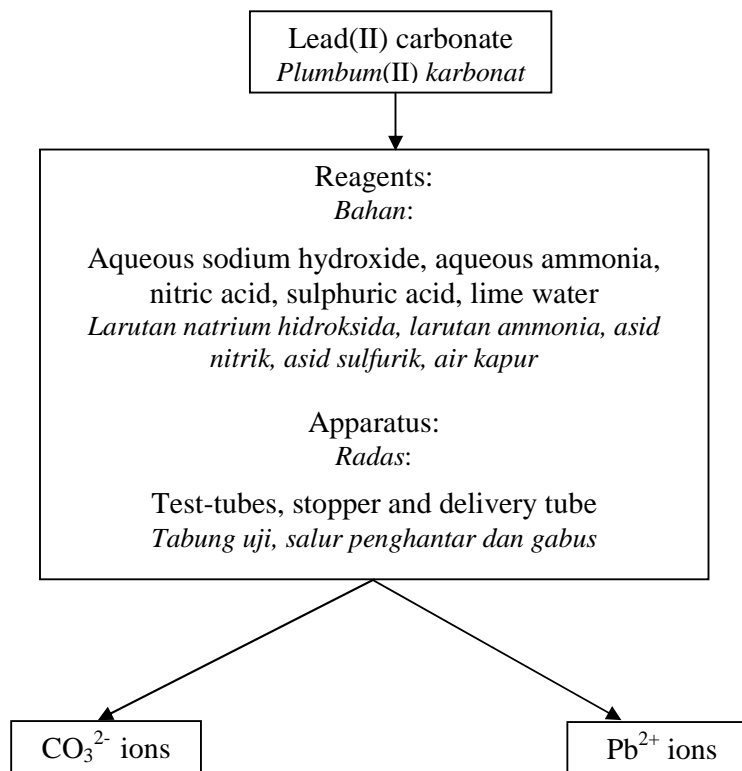 Lead(II) carbonate
Plumbum(II) karbonat
Reagents:
Bahan:
Aqueous sodium hydroxide, aqueous ammonia,
nitric acid, sulphuric acid, lime water
Larutan natrium hidroksida, larutan ammonia, asid
nitrik, asid sulfurik, air kapur
Apparatus:
Radas:
Test-tubes, stopper and delivery tube
Tabung uji, salur penghantar dan gabus
CO₃²⁻ ions
Pb²⁺ ions